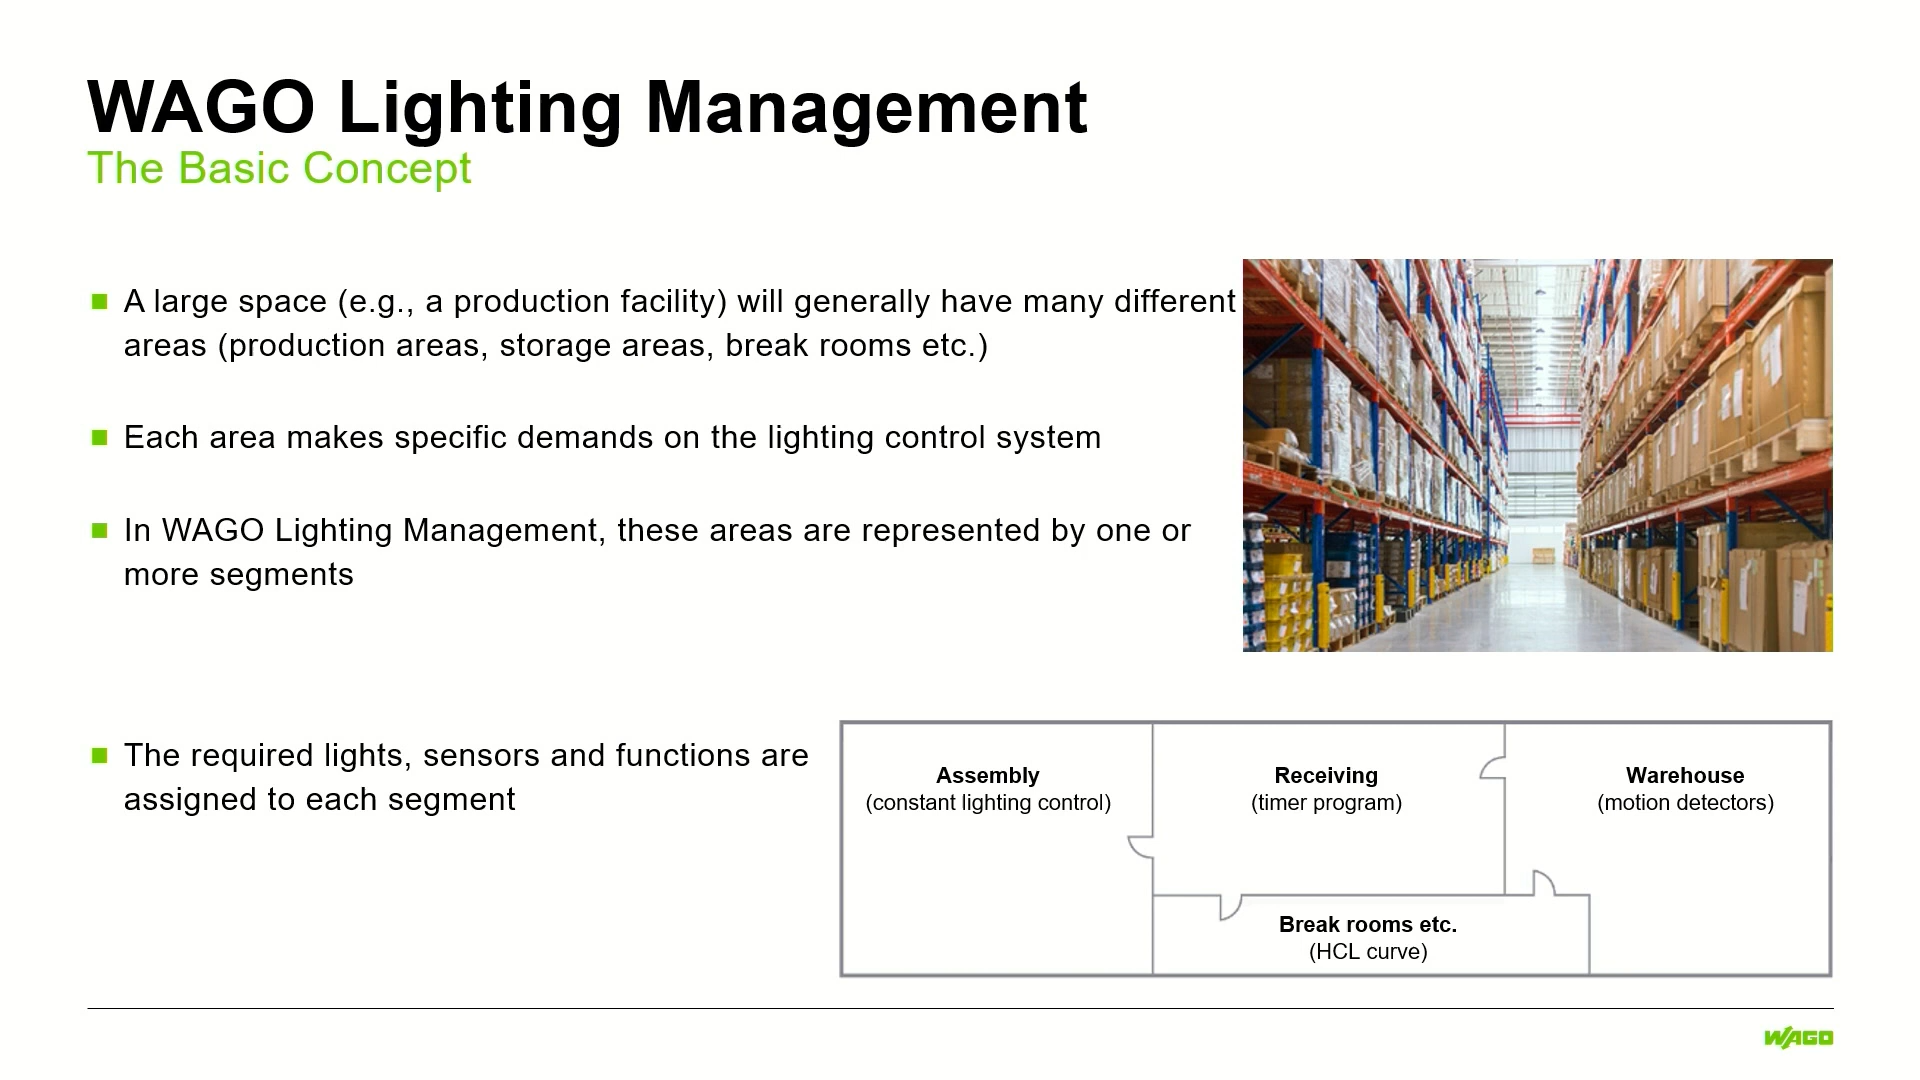 WAGO Lighting Management
The Basic Concept
A large space (e.g., a production facility) will generally have many different
areas (production areas, storage areas, break rooms etc.)
Each area makes specific demands on the lighting control system
In WAGO Lighting Management, these areas are represented by one or
more segments
The required lights, sensors and functions are
assigned to each segment
Assembly
(constant lighting control)
Receiving
(timer program)
Warehouse
(motion detectors)
Break rooms etc.
(HCL curve)
WAGO